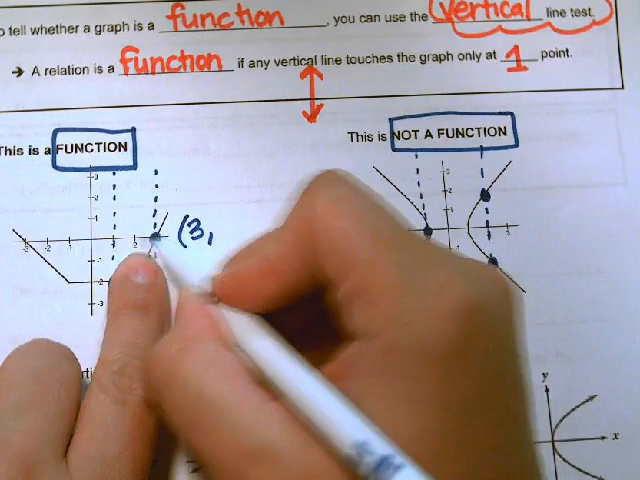 o tell whether a graph is a function, you can use the vertical line test.
→ A relation is a function if any vertical line touches the graph only at 1 point.
This is a FUNCTION
This is NOT A FUNCTION
(3,
y
x